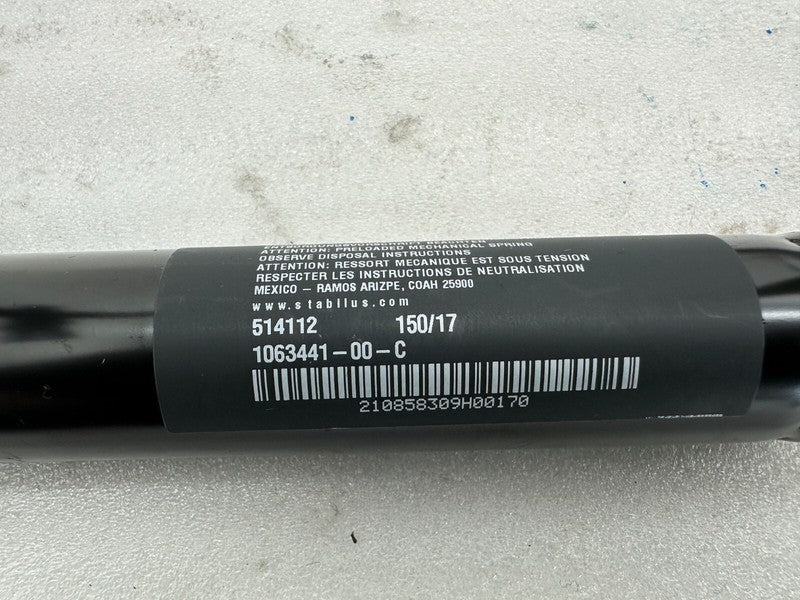 ATTENTION: PRELOADED MECHANICAL SPRING
OBSERVE DISPOSAL INSTRUCTIONS
ATTENTION: RESSORT MECANIQUE EST SOUS TENSION
RESPECTER LES INSTRUCTIONS DE NEUTRALISATION
MEXICO – RAMOS ARIZPE, COAH 25900
www.stabilus.com
514112 150/17
1063441-00-C
210858309H00170